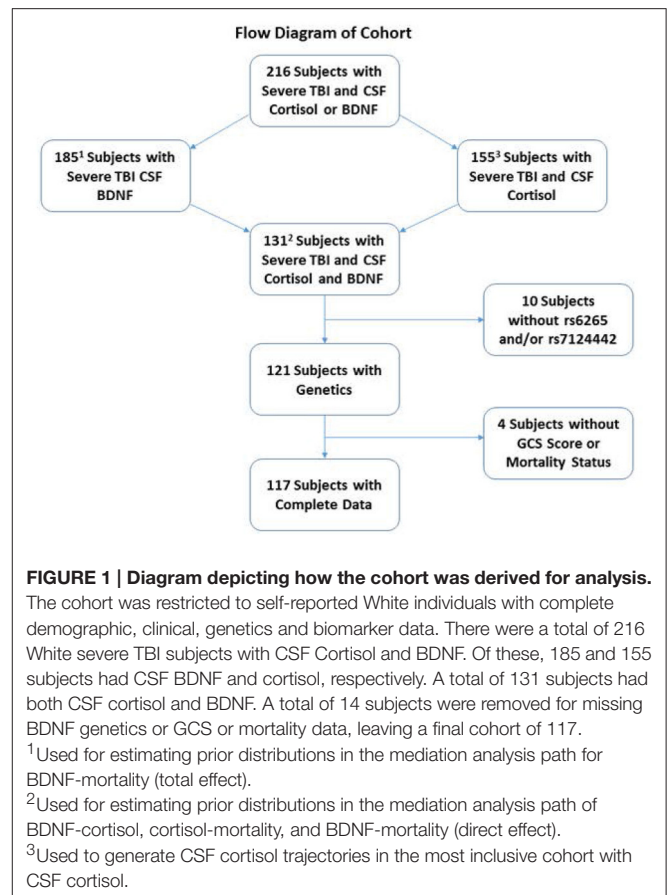 Flow Diagram of Cohort
216 Subjects with
Severe TBI and CSF
Cortisol or BDNF
185¹ Subjects with
Severe TBI CSF
BDNF
155³ Subjects with
Severe TBI and CSF
Cortisol
131² Subjects with
Severe TBI and CSF
Cortisol and BDNF
10 Subjects
without rs6265
and/or rs7124442
121 Subjects with
Genetics
4 Subjects without
GCS Score or
Mortality Status
117 Subjects with
Complete Data
FIGURE 1 | Diagram depicting how the cohort was derived for analysis.
The cohort was restricted to self-reported White individuals with complete
demographic, clinical, genetics and biomarker data. There were a total of 216
White severe TBI subjects with CSF Cortisol and BDNF. Of these, 185 and 155
subjects had CSF BDNF and cortisol, respectively. A total of 131 subjects had
both CSF cortisol and BDNF. A total of 14 subjects were removed for missing
BDNF genetics or GCS or mortality data, leaving a final cohort of 117.
¹Used for estimating prior distributions in the mediation analysis path for
BDNF-mortality (total effect).
²Used for estimating prior distributions in the mediation analysis path of
BDNF-cortisol, cortisol-mortality, and BDNF-mortality (direct effect).
³Used to generate CSF cortisol trajectories in the most inclusive cohort with
CSF cortisol.